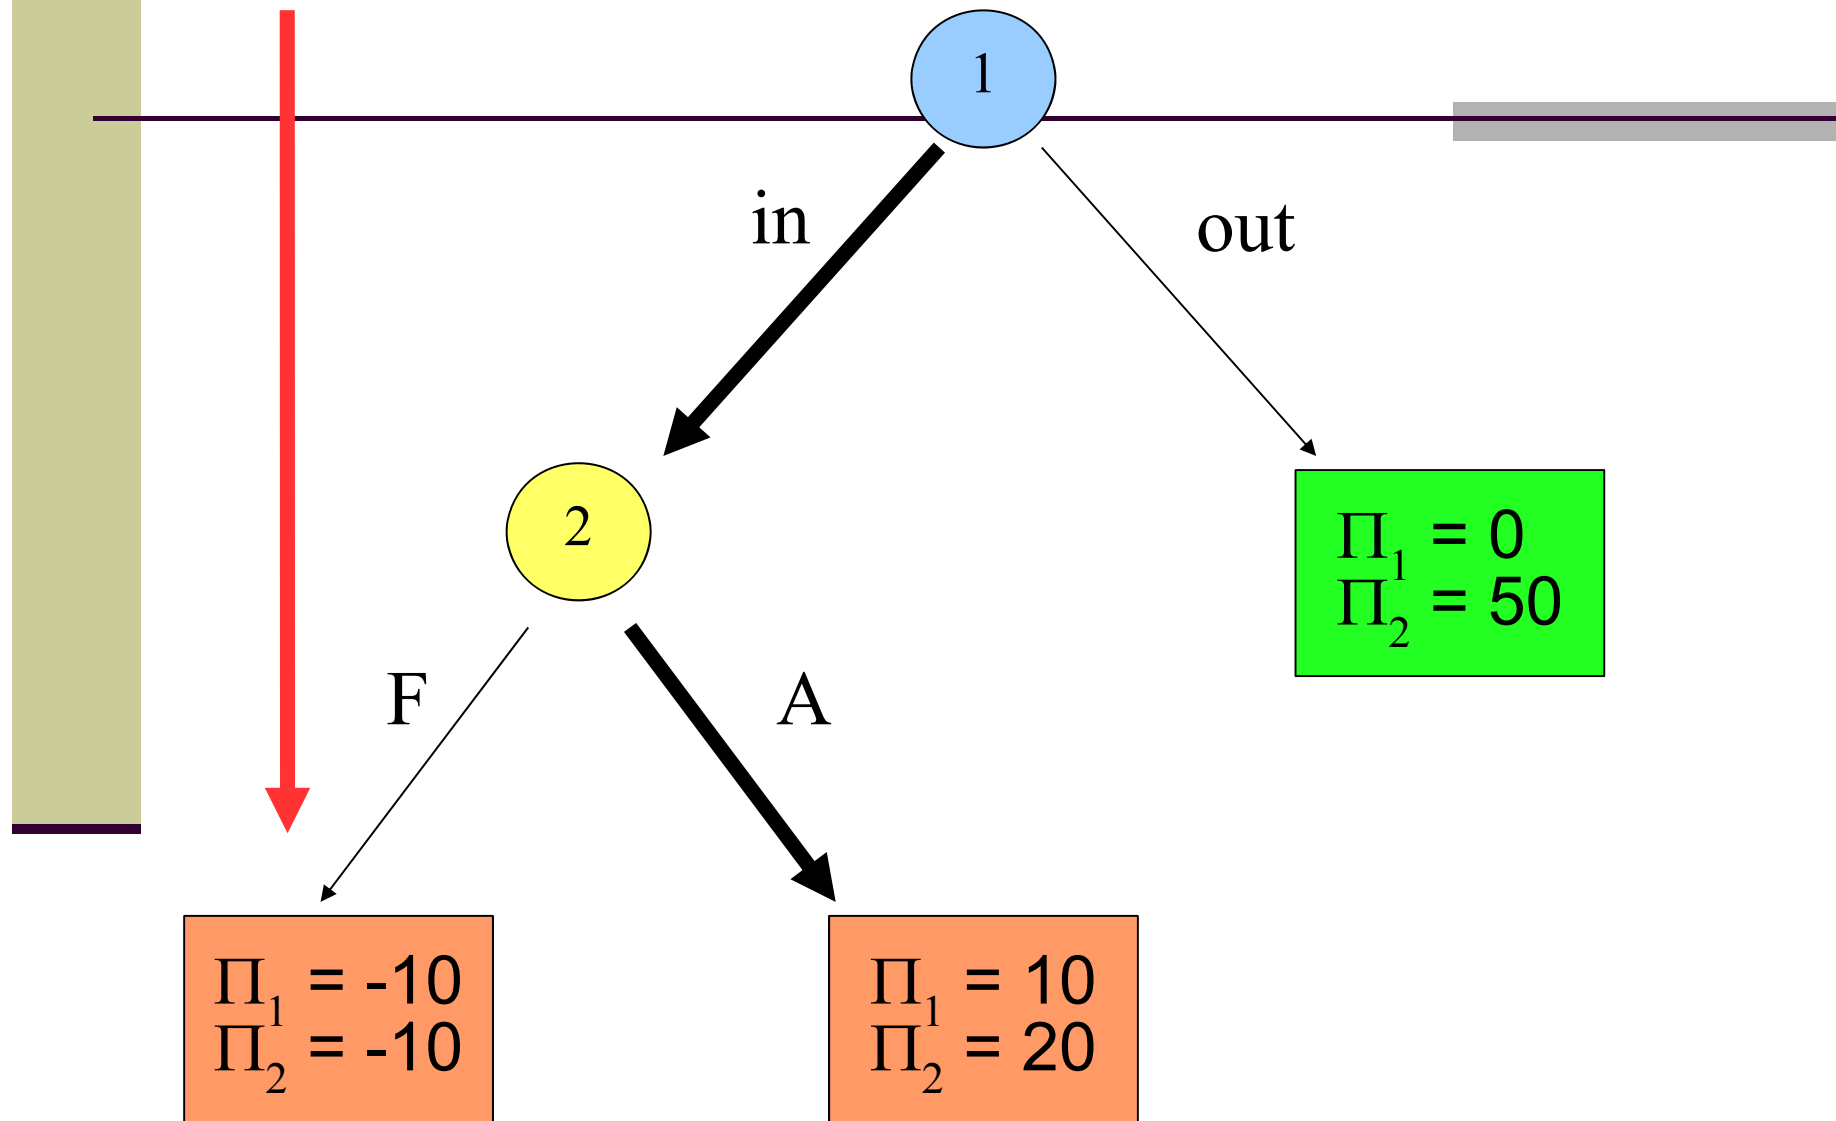 1
in
out
2
Π1 = 0
Π2 = 50
F
A
Π1 = -10
Π2 = -10
Π1 = 10
Π2 = 20